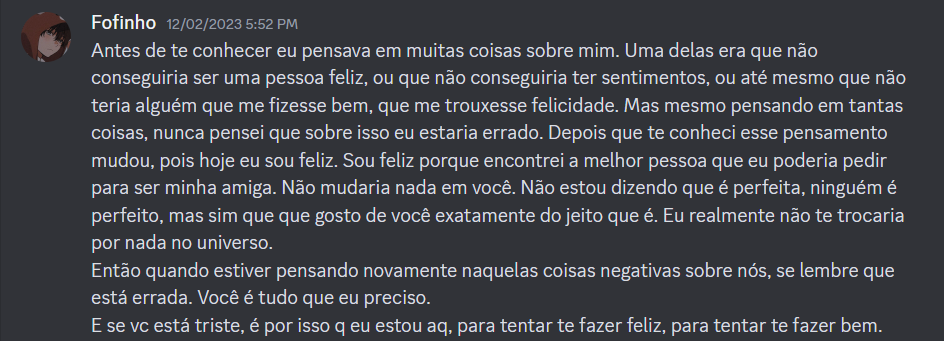 Fofinho 12/02/2023 5:52 PM
Antes de te conhecer eu pensava em muitas coisas sobre mim. Uma delas era que não
conseguiria ser uma pessoa feliz, ou que não conseguiria ter sentimentos, ou até mesmo que não
teria alguém que me fizesse bem, que me trouxesse felicidade. Mas mesmo pensando em tantas
coisas, nunca pensei que sobre isso eu estaria errado. Depois que te conheci esse pensamento
mudou, pois hoje eu sou feliz. Sou feliz porque encontrei a melhor pessoa que eu poderia pedir
para ser minha amiga. Não mudaria nada em você. Não estou dizendo que é perfeita, ninguém é
perfeito, mas sim que que gosto de você exatamente do jeito que é. Eu realmente não te trocaria
por nada no universo.
Então quando estiver pensando novamente naquelas coisas negativas sobre nós, se lembre que
está errada. Você é tudo que eu preciso.
E se vc está triste, é por isso q eu estou aq, para tentar te fazer feliz, para tentar te fazer bem.